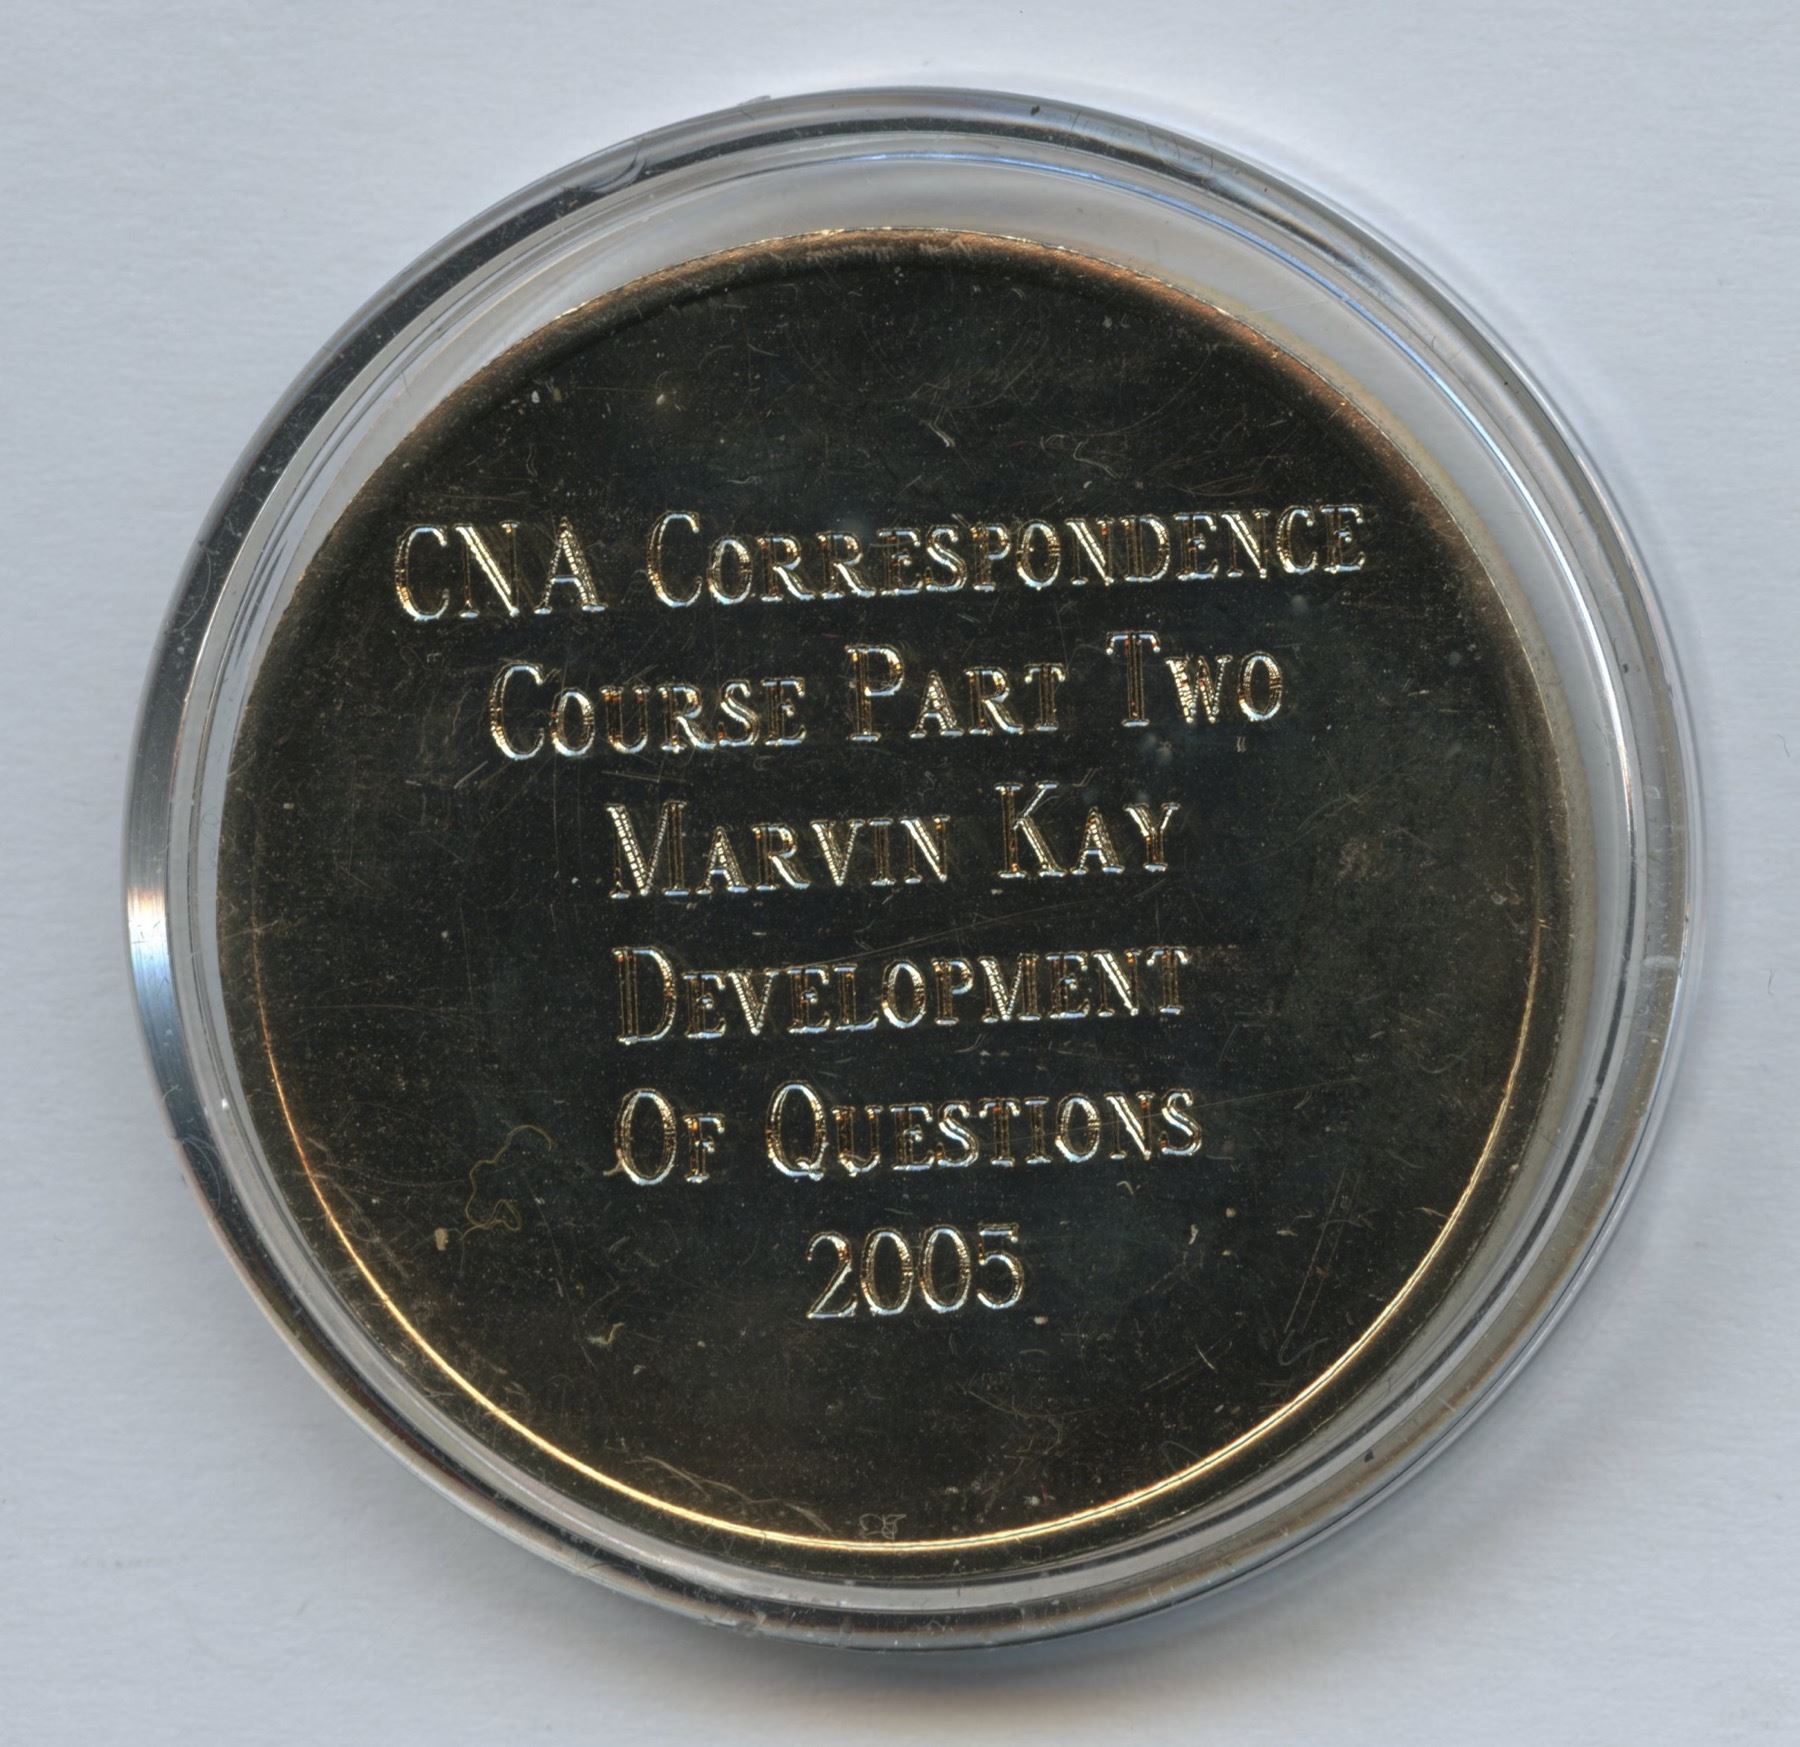 CNA CORRESPONDENCE
COURSE PART TWO
MARVIN KAY
DEVELOPMENT
OF QUESTIONS
2005